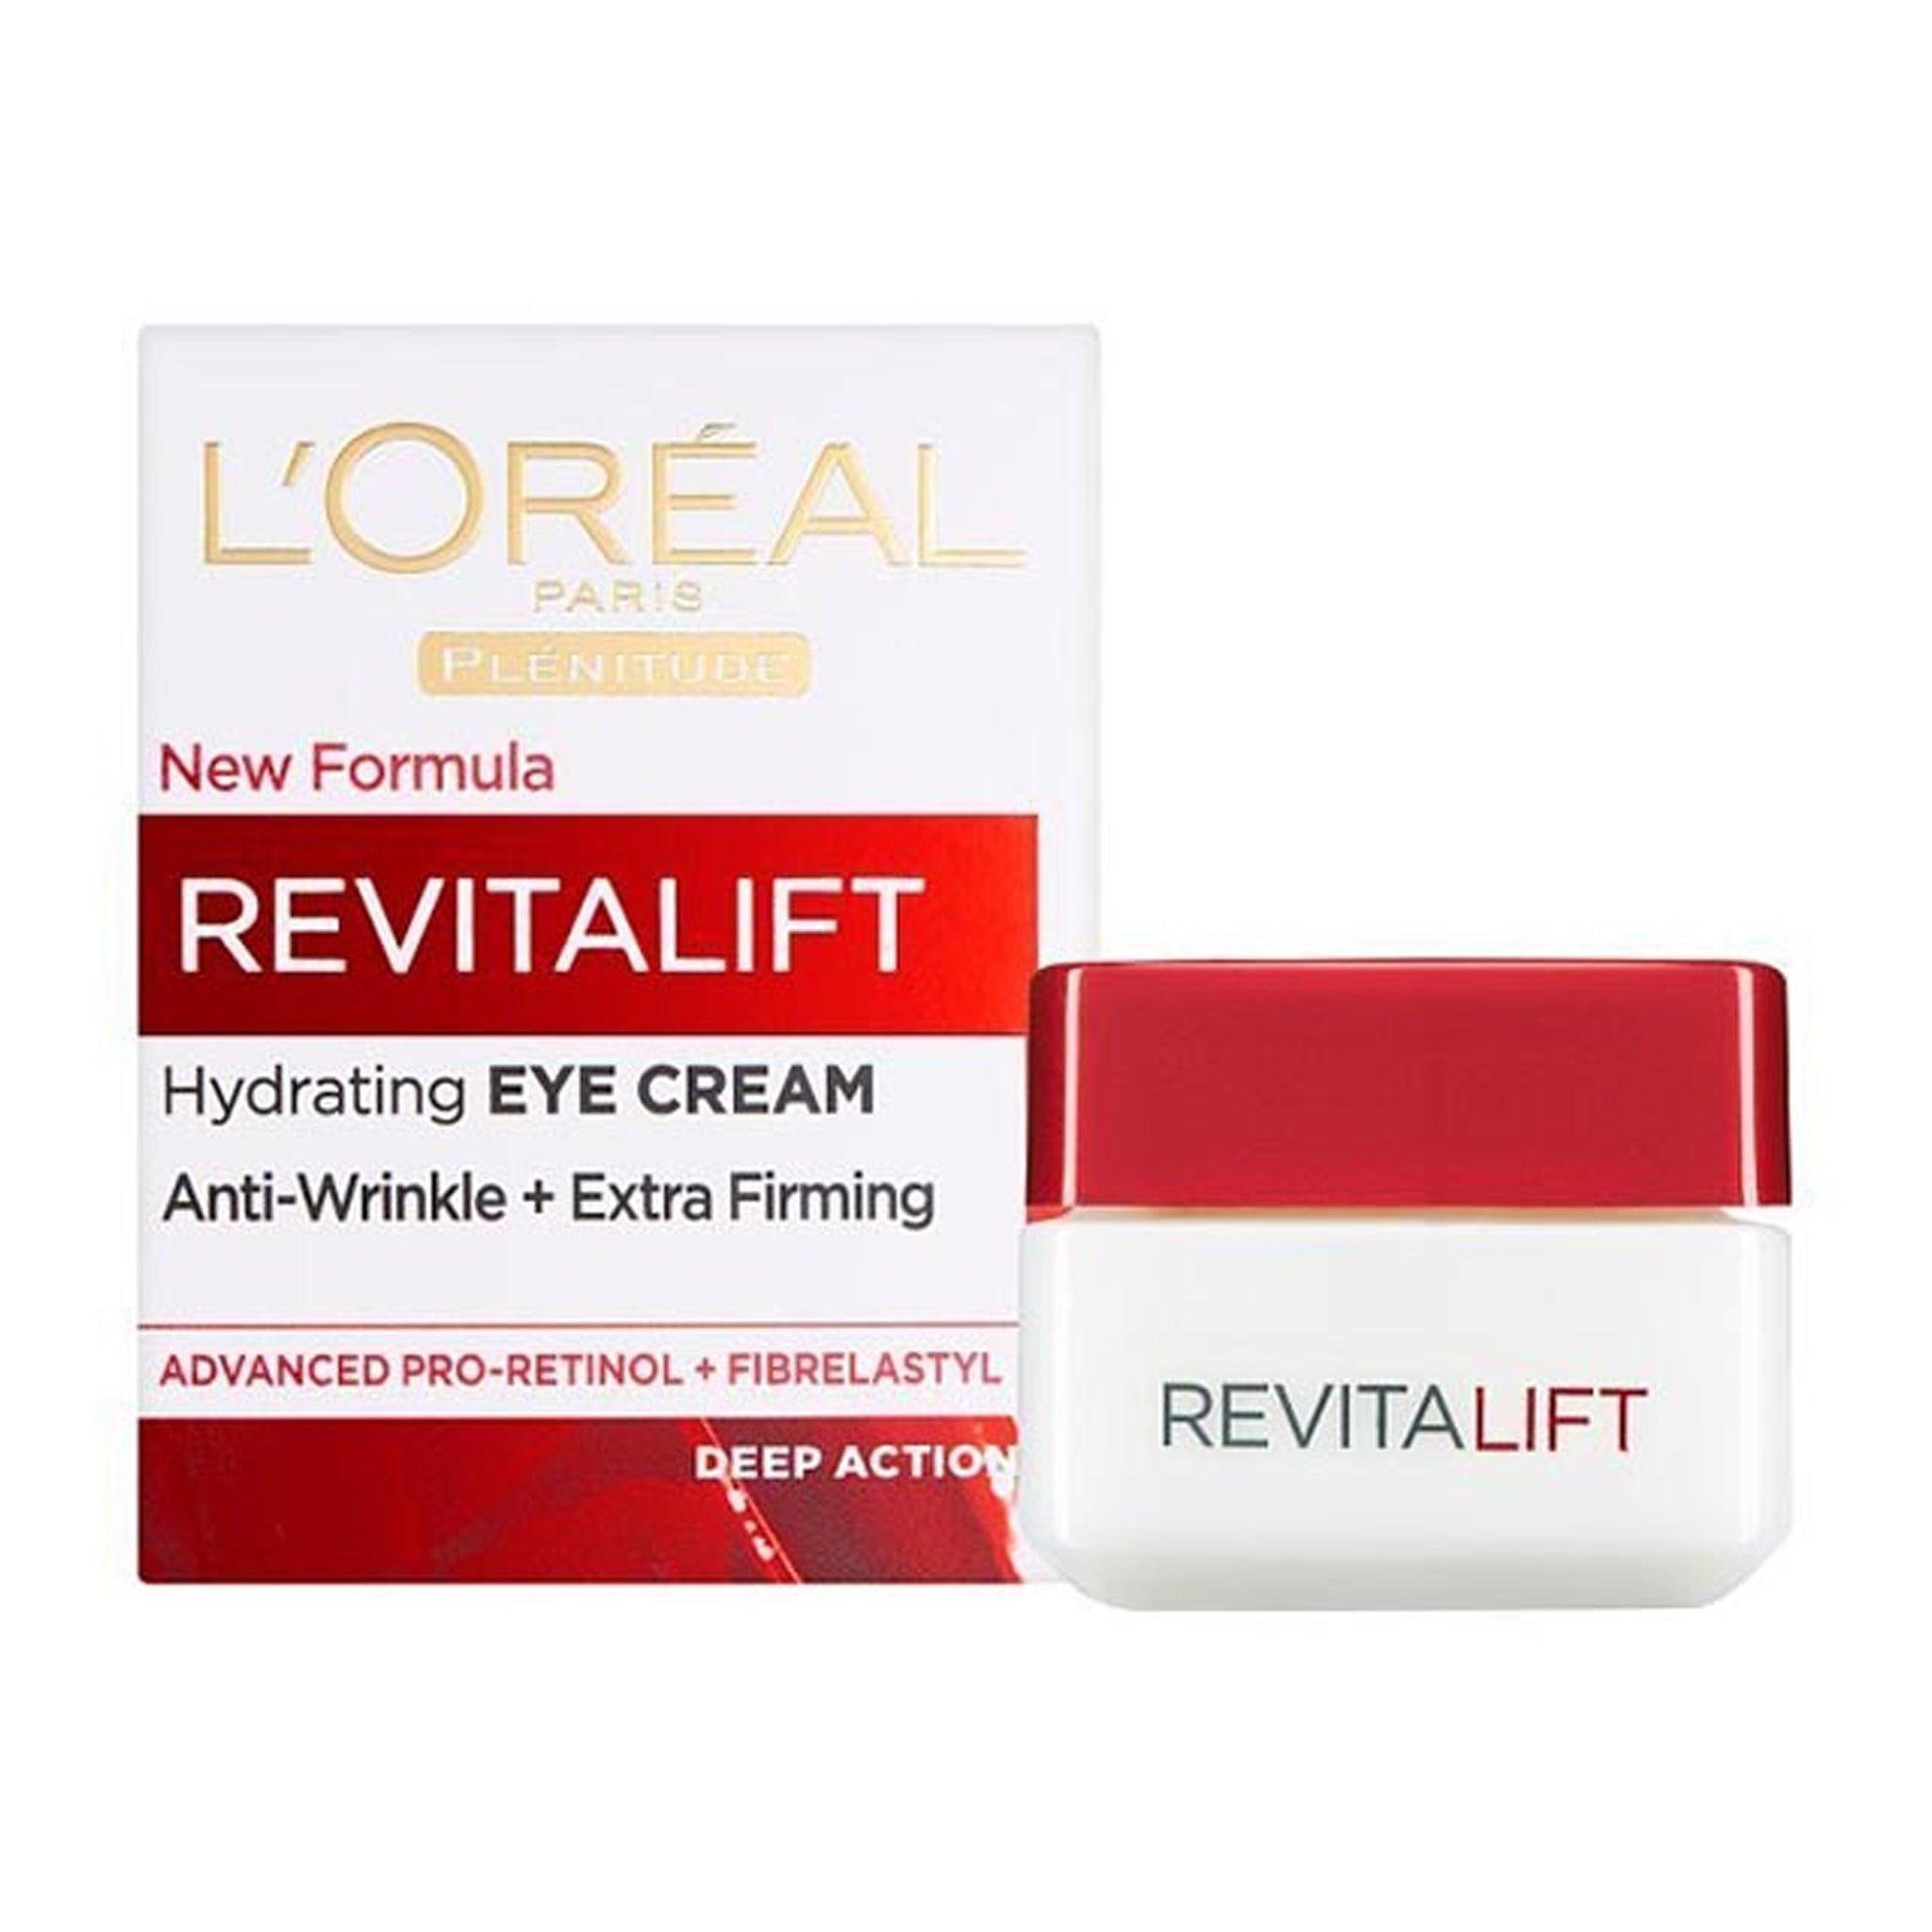 L'ORÉAL
PARIS
PLÉNITUDE
New Formula
REVITALIFT
Hydrating EYE CREAM
Anti-Wrinkle + Extra Firming
ADVANCED PRO-RETINOL + FIBRELASTYL
DEEP ACTION
REVITALIFT